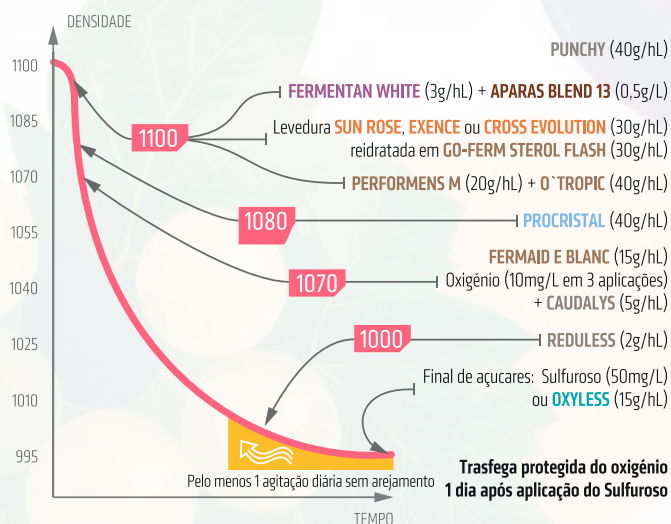 DENSIDADE
1100
1085
1070
1055
1040
1025
1010
995
PUNCHY (40g/hL)
FERMENTAN WHITE (3g/hL) + APARAS BLEND 13 (0,5g/L)
1100
Levedura SUN ROSE, EXENCE ou CROSS EVOLUTION (30g/hL)
reidratada em GO-FERM STEROL FLASH (30g/hL)
PERFORMENS M (20g/hL) + O`TROPIC (40g/hL)
1080
PROCRISTAL (40g/hL)
1070
FERMAID E BLANC (15g/hL)
Oxigénio (10mg/L em 3 aplicações)
+ CAUDALYS (5g/hL)
1000
REDULESS (2g/hL)
Final de açucares: Sulfuroso (50mg/L)
ou OXYLESS (15g/hL)
Pelo menos 1 agitação diária sem arejamento
Trasfega protegida do oxigénio
1 dia após aplicação do Sulfuroso
TEMPO